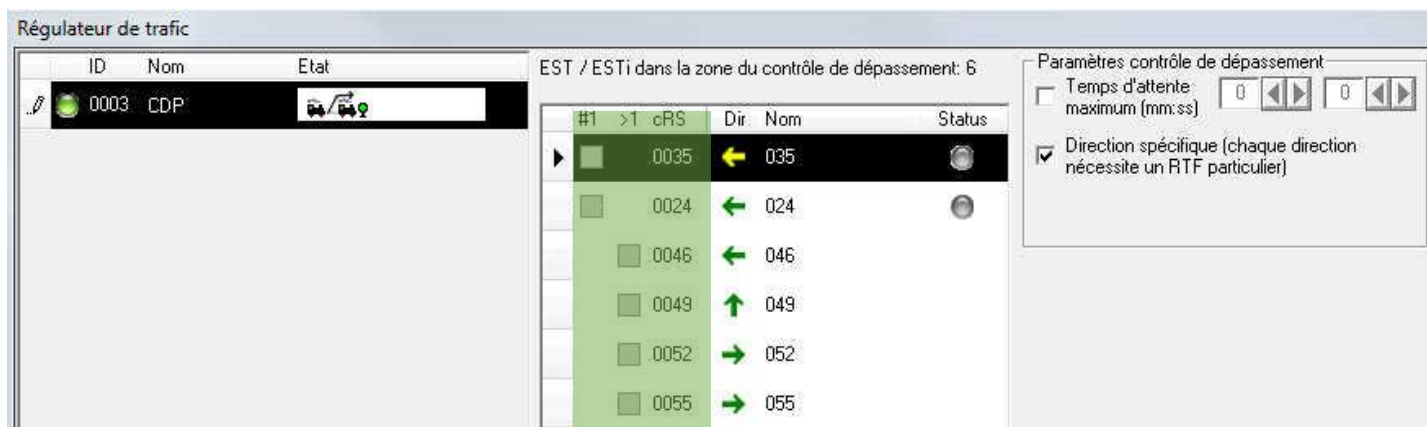 Régulateur de trafic
ID Nom Etat
0003 CDP
EST / ESTi dans la zone du contrôle de dépassement: 6
#1 >1 cRS Dir Nom Status
0035 035
0024 024
0046 046
0049 049
0052 052
0055 055
Paramètres contrôle de dépassement
Temps d'attente
maximum (mm:ss) 0 0
Direction spécifique (chaque direction
nécessite un RTF particulier)